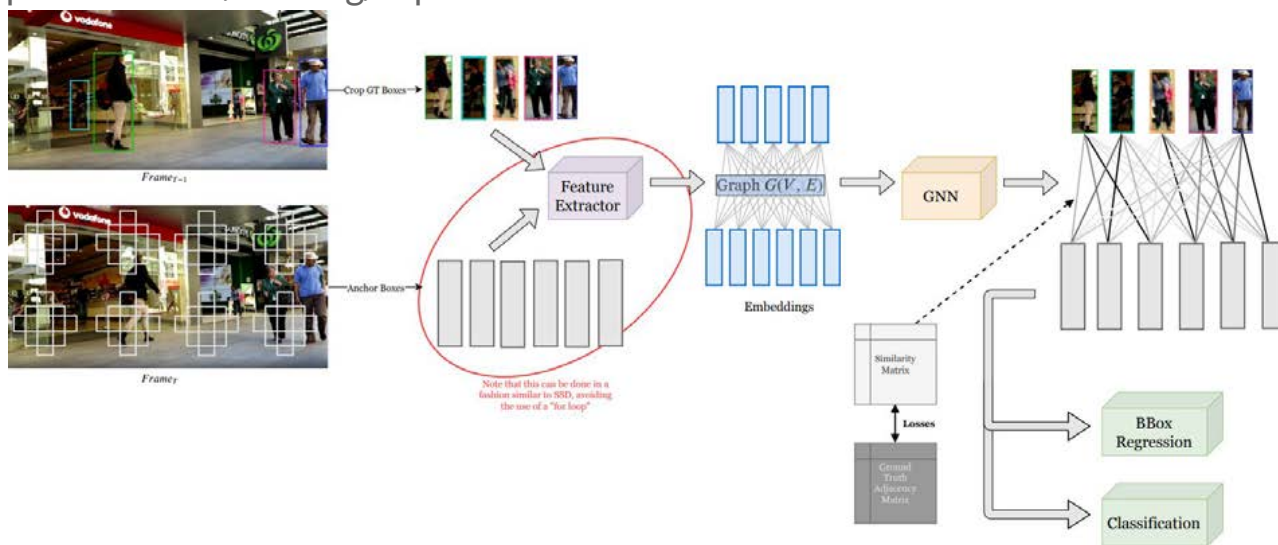 vodafone
Crop GT Boxes
Frame_{T-1}
Feature
Extractor
Graph G(V, E)
GNN
vodafone
Anchor Boxes
Embeddings
Frame_T
Note that this can be done in a
fashion similar to SSD, avoiding
the use of a "for loop"
Similarity
Matrix
Losses
Ground
Truth
Adjacency
Matrix
BBox
Regression
Classification